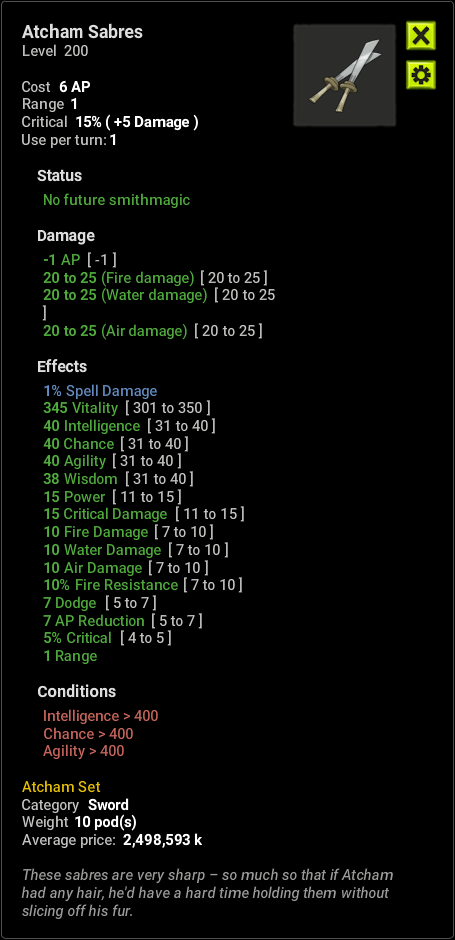 Atcham Sabres
Level 200
Cost 6 AP
Range 1
Critical 15% ( +5 Damage )
Use per turn: 1
Status
No future smithmagic
Damage
-1 AP [ -1 ]
20 to 25 (Fire damage) [ 20 to 25 ]
20 to 25 (Water damage) [ 20 to 25
]
20 to 25 (Air damage) [ 20 to 25 ]
Effects
1% Spell Damage
345 Vitality [ 301 to 350 ]
40 Intelligence [ 31 to 40 ]
40 Chance [ 31 to 40 ]
40 Agility [ 31 to 40 ]
38 Wisdom [ 31 to 40 ]
15 Power [ 11 to 15 ]
15 Critical Damage [ 11 to 15 ]
10 Fire Damage [ 7 to 10 ]
10 Water Damage [ 7 to 10 ]
10 Air Damage [ 7 to 10 ]
10% Fire Resistance [ 7 to 10 ]
7 Dodge [ 5 to 7 ]
7 AP Reduction [ 5 to 7 ]
5% Critical [ 4 to 5 ]
1 Range
Conditions
Intelligence > 400
Chance > 400
Agility > 400
Atcham Set
Category Sword
Weight 10 pod(s)
Average price: 2,498,593 k
These sabres are very sharp – so much so that if Atcham
had any hair, he'd have a hard time holding them without
slicing off his fur.